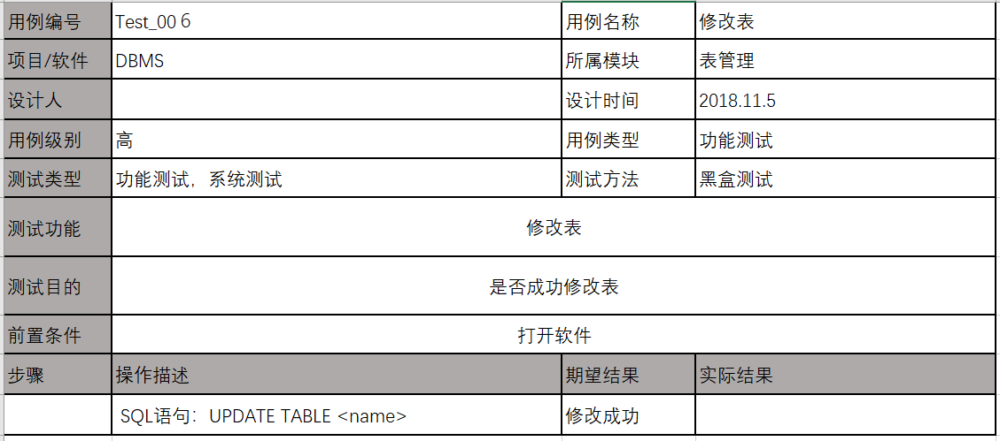 用例编号 Test_00６ 用例名称 修改表
项目/软件 DBMS 所属模块 表管理
设计人 设计时间 2018.11.5
用例级别 高 用例类型 功能测试
测试类型 功能测试，系统测试 测试方法 黑盒测试
测试功能 修改表
测试目的 是否成功修改表
前置条件 打开软件
步骤 操作描述 期望结果 实际结果
SQL语句：UPDATE TABLE <name> 修改成功